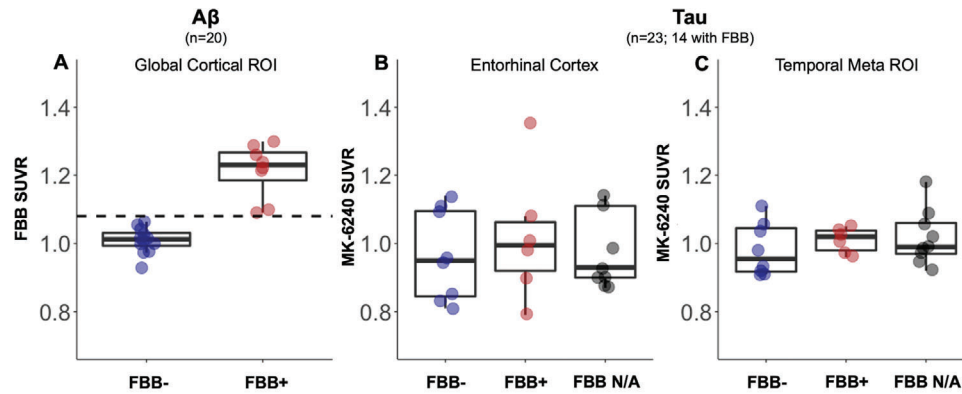 Aβ
(n=20)
Tau
(n=23; 14 with FBB)
A
Global Cortical ROI
FBB SUVR
1.4
1.2
1.0
0.8
FBB-
FBB+
B
Entorhinal Cortex
MK-6240 SUVR
1.4
1.2
1.0
0.8
FBB-
FBB+
FBB N/A
C
Temporal Meta ROI
MK-6240 SUVR
1.4
1.2
1.0
0.8
FBB-
FBB+
FBB N/A